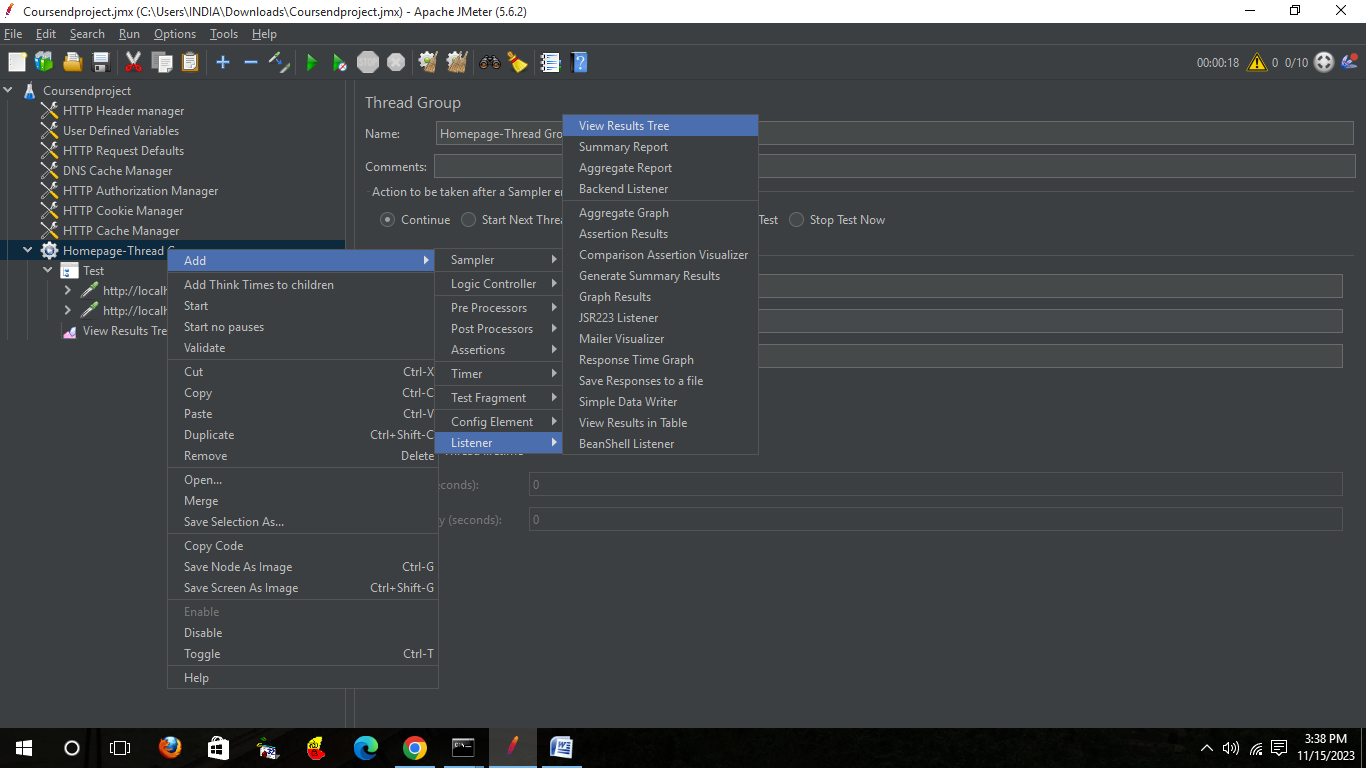 Coursendproject.jmx (C:\Users\INDIA\Downloads\Coursendproject.jmx) - Apache JMeter (5.6.2)
File Edit Search Run Options Tools Help
STOP 00:00:18 0 0/10
Coursendproject
HTTP Header manager
User Defined Variables
HTTP Request Defaults
DNS Cache Manager
HTTP Authorization Manager
HTTP Cookie Manager
HTTP Cache Manager
Homepage-Thread
Test
http://localh
http://localh
View Results Tre
Thread Group
Name: Homepage-Thread Gro
Comments:
Action to be taken after a Sampler er
Continue Start Next Threa Test Stop Test Now
Thread lifetime
econds): 0
y (seconds): 0
Add
Add Think Times to children
Start
Start no pauses
Validate
Cut Ctrl-X
Copy Ctrl-C
Paste Ctrl-V
Duplicate Ctrl+Shift-C
Remove Delete
Open...
Merge
Save Selection As...
Copy Code
Save Node As Image Ctrl-G
Save Screen As Image Ctrl+Shift-G
Enable
Disable
Toggle Ctrl-T
Help
Sampler
Logic Controller
Pre Processors
Post Processors
Assertions
Timer
Test Fragment
Config Element
Listener
View Results Tree
Summary Report
Aggregate Report
Backend Listener
Aggregate Graph
Assertion Results
Comparison Assertion Visualizer
Generate Summary Results
Graph Results
JSR223 Listener
Mailer Visualizer
Response Time Graph
Save Responses to a file
Simple Data Writer
View Results in Table
BeanShell Listener
3:38 PM
11/15/2023